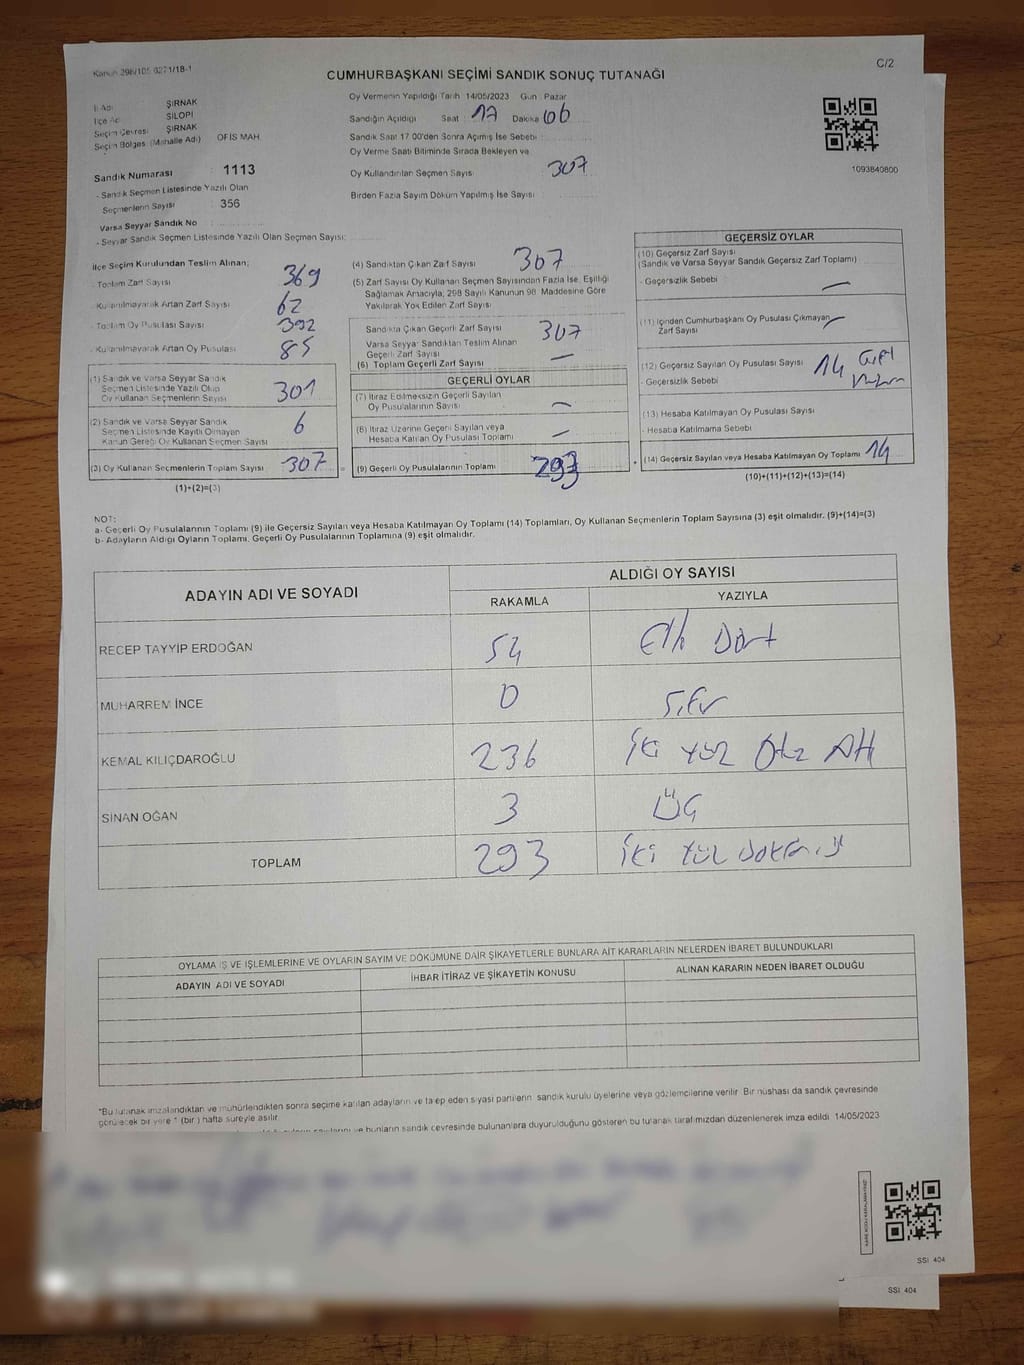 Kanun 298/105 6271/18-1
C/2
CUMHURBAŞKANI SEÇİMİ SANDIK SONUÇ TUTANAĞI
İl Adı ŞIRNAK
İlçe Adı SİLOPİ
Seçim Çevresi ŞIRNAK
Seçim Bölgesi (Mahalle Adı) OFİS MAH.
Sandık Numarası 1113
- Sandık Seçmen Listesinde Yazılı Olan
Seçmenlerin Sayısı : 356
Varsa Seyyar Sandık No
- Seyyar Sandık Seçmen Listesinde Yazılı Olan Seçmen Sayısı:
Oy Vermenin Yapıldığı Tarih 14/05/2023 Gün : Pazar
Sandığın Açıldığı Saat : 17 Dakika 06
Sandık Saat 17:00'den Sonra Açılmış İse Sebebi :
Oy Verme Saati Bitiminde Sırada Bekleyen ve
Oy Kullandırılan Seçmen Sayısı 307
Birden Fazla Sayım Döküm Yapılmış İse Sayısı :
1093840800
İlçe Seçim Kurulundan Teslim Alınan;
- Toplam Zarf Sayısı : 369
- Kullanılmayarak Artan Zarf Sayısı : 62
- Toplam Oy Pusulası Sayısı : 392
- Kullanılmayarak Artan Oy Pusulası 85
(1) Sandık ve Varsa Seyyar Sandık
Seçmen Listesinde Yazılı Olup
Oy Kullanan Seçmenlerin Sayısı 301
(2) Sandık ve Varsa Seyyar Sandık
Seçmen Listesinde Kayıtlı Olmayan
Kanun Gereği Oy Kullanan Seçmen Sayısı 6
(3) Oy Kullanan Seçmenlerin Toplam Sayısı 307
(1)+(2)=(3)
(4) Sandıktan Çıkan Zarf Sayısı 307
(5) Zarf Sayısı Oy Kullanan Seçmen Sayısından Fazla İse, Eşitliği
Sağlamak Amacıyla; 298 Sayılı Kanunun 98. Maddesine Göre
Yakılarak Yok Edilen Zarf Sayısı
Sandıkta Çıkan Geçerli Zarf Sayısı 307
Varsa Seyyar Sandıktan Teslim Alınan
Geçerli Zarf Sayısı
(6) Toplam Geçerli Zarf Sayısı —
GEÇERLİ OYLAR
(7) İtiraz Edilmeksizin Geçerli Sayılan
Oy Pusulalarının Sayısı —
(8) İtiraz Üzerine Geçerli Sayılan veya
Hesaba Katılan Oy Pusulası Toplamı —
= (9) Geçerli Oy Pusulalarının Toplamı 293
GEÇERSİZ OYLAR
(10) Geçersiz Zarf Sayısı
(Sandık ve Varsa Seyyar Sandık Geçersiz Zarf Toplamı)
- Geçersizlik Sebebi —
(11) İçinden Cumhurbaşkanı Oy Pusulası Çıkmayan
Zarf Sayısı —
(12) Geçersiz Sayılan Oy Pusulası Sayısı 14
Geçersizlik Sebebi
(13) Hesaba Katılmayan Oy Pusulası Sayısı
- Hesaba Katılmama Sebebi
+ (14) Geçersiz Sayılan veya Hesaba Katılmayan Oy Toplamı 14
(10)+(11)+(12)+(13)=(14)
NOT:
a- Geçerli Oy Pusulalarının Toplamı (9) ile Geçersiz Sayılan veya Hesaba Katılmayan Oy Toplamı (14) Toplamları, Oy Kullanan Seçmenlerin Toplam Sayısına (3) eşit olmalıdır. (9)+(14)=(3)
b- Adayların Aldığı Oyların Toplamı, Geçerli Oy Pusulalarının Toplamına (9) eşit olmalıdır.
ADAYIN ADI VE SOYADI
ALDIĞI OY SAYISI
RAKAMLA YAZIYLA
RECEP TAYYİP ERDOĞAN 54 Elli Dört
MUHARREM İNCE 0 Sıfır
KEMAL KILIÇDAROĞLU 236 İki Yüz Otuz Altı
SİNAN OĞAN 3 Üç
TOPLAM 293 İki Yüz Doksan üç
OYLAMA İŞ VE İŞLEMLERİNE VE OYLARIN SAYIM VE DÖKÜMÜNE DAİR ŞİKAYETLERLE BUNLARA AİT KARARLARIN NELERDEN İBARET BULUNDUKLARI
ADAYIN ADI VE SOYADI İHBAR İTİRAZ VE ŞİKAYETİN KONUSU ALINAN KARARIN NEDEN İBARET OLDUĞU
*Bu tutanak imzalandıktan ve mühürlendikten sonra seçime katılan adayların ve talep eden siyasi partilerin sandık kurulu üyelerine veya gözlemcilerine verilir. Bir nüshası da sandık çevresinde
görülecek bir yere 1 (bir) hafta süreyle asılır.
bunların sandık çevresinde bulunanlara duyurulduğunu gösteren bu tutanak tarafımızdan düzenlenerek imza edildi. 14/05/2023
SSI: 404
SSI: 404